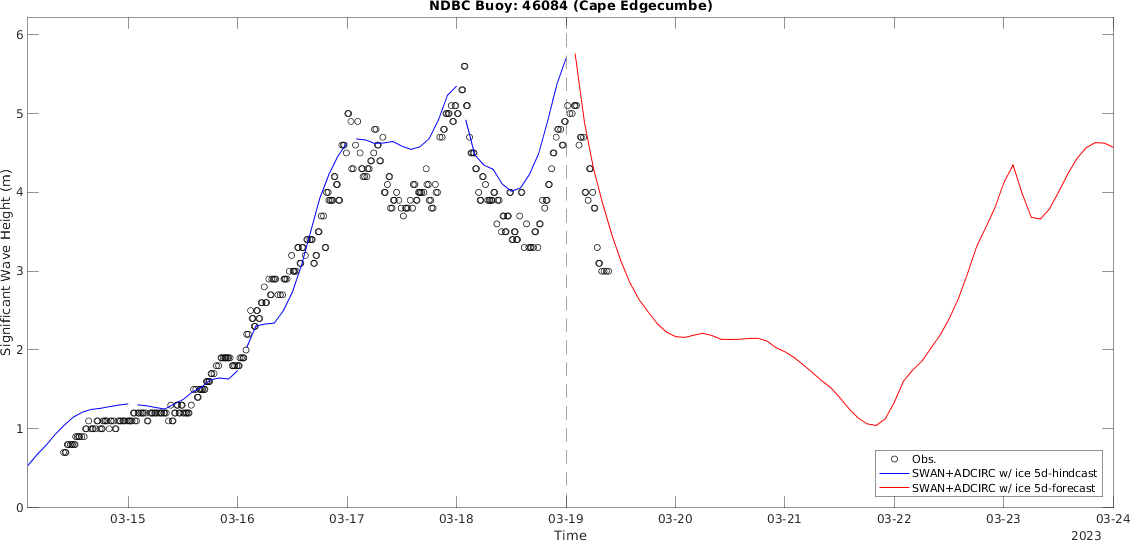 NDBC Buoy: 46084 (Cape Edgecumbe)
Significant Wave Height (m)
6
5
4
3
2
1
0
Obs.
SWAN+ADCIRC w/ ice 5d-hindcast
SWAN+ADCIRC w/ ice 5d-forecast
03-15 03-16 03-17 03-18 03-19 03-20 03-21 03-22 03-23 03-24
Time
2023